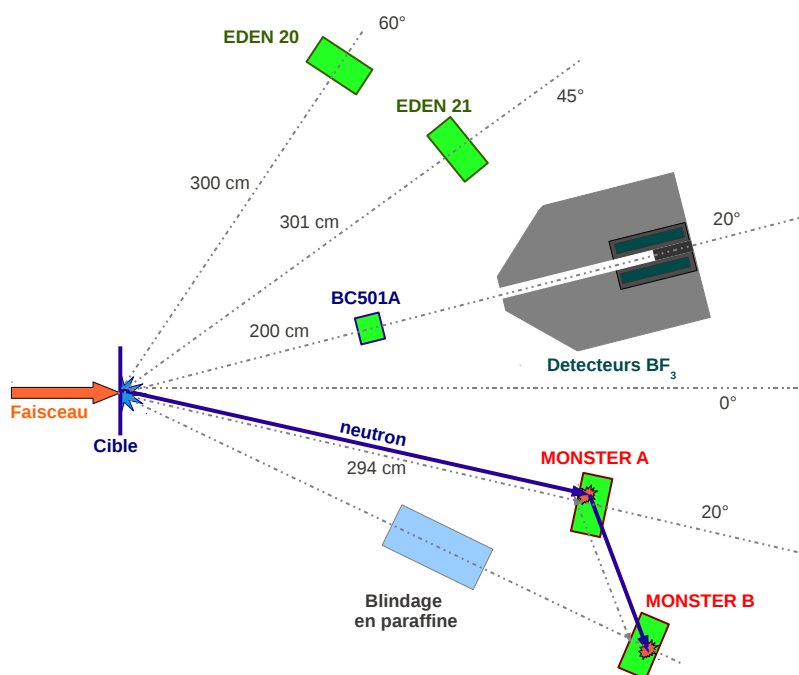 60°
EDEN 20
EDEN 21
45°
300 cm
301 cm
20°
BC501A
200 cm
Detecteurs BF3
Faisceau
0°
Cible
neutron
294 cm
MONSTER A
20°
Blindage
en paraffine
MONSTER B